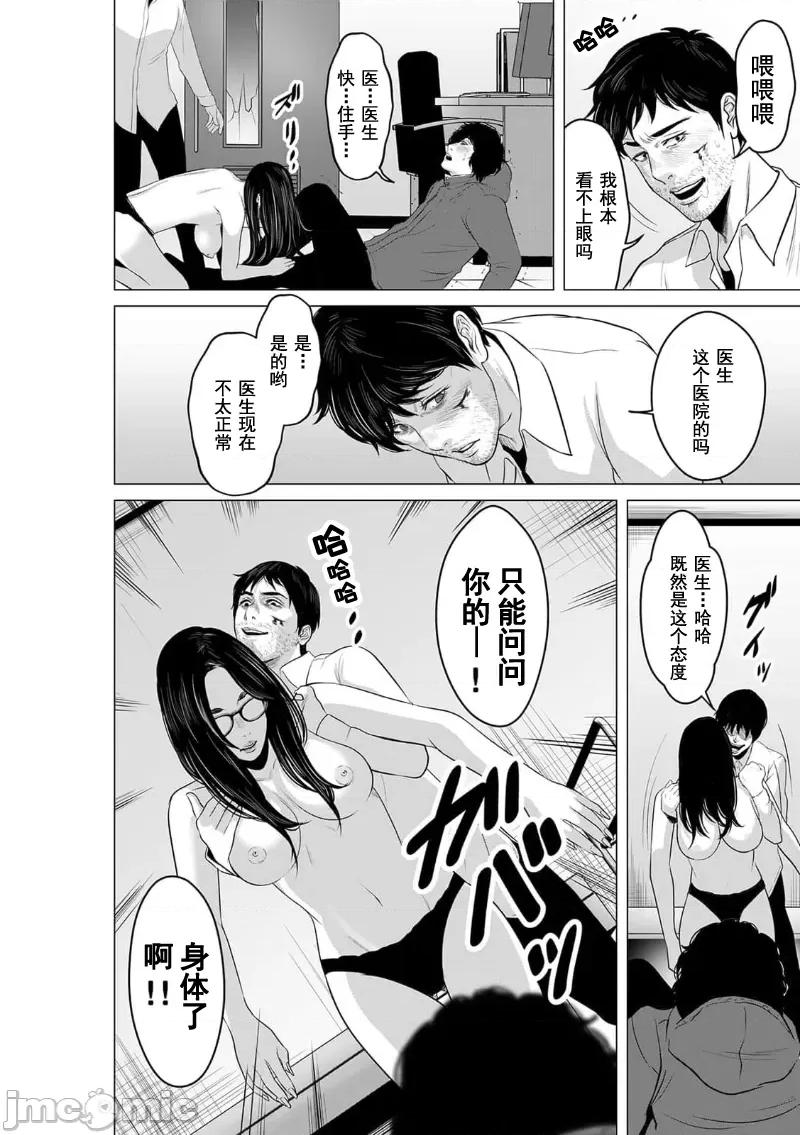 喂喂喂
哈哈…
我根本
看不上眼吗
医…医生
快…住手…
ズリ…
医生
这个医院的吗
是…
是的哟
医生现在
不太正常
医生…哈哈
既然是这个态度
グイッ
只能问问
你的—！
哈哈哈哈…
ガバッ
身体了
啊！！
jmcomic